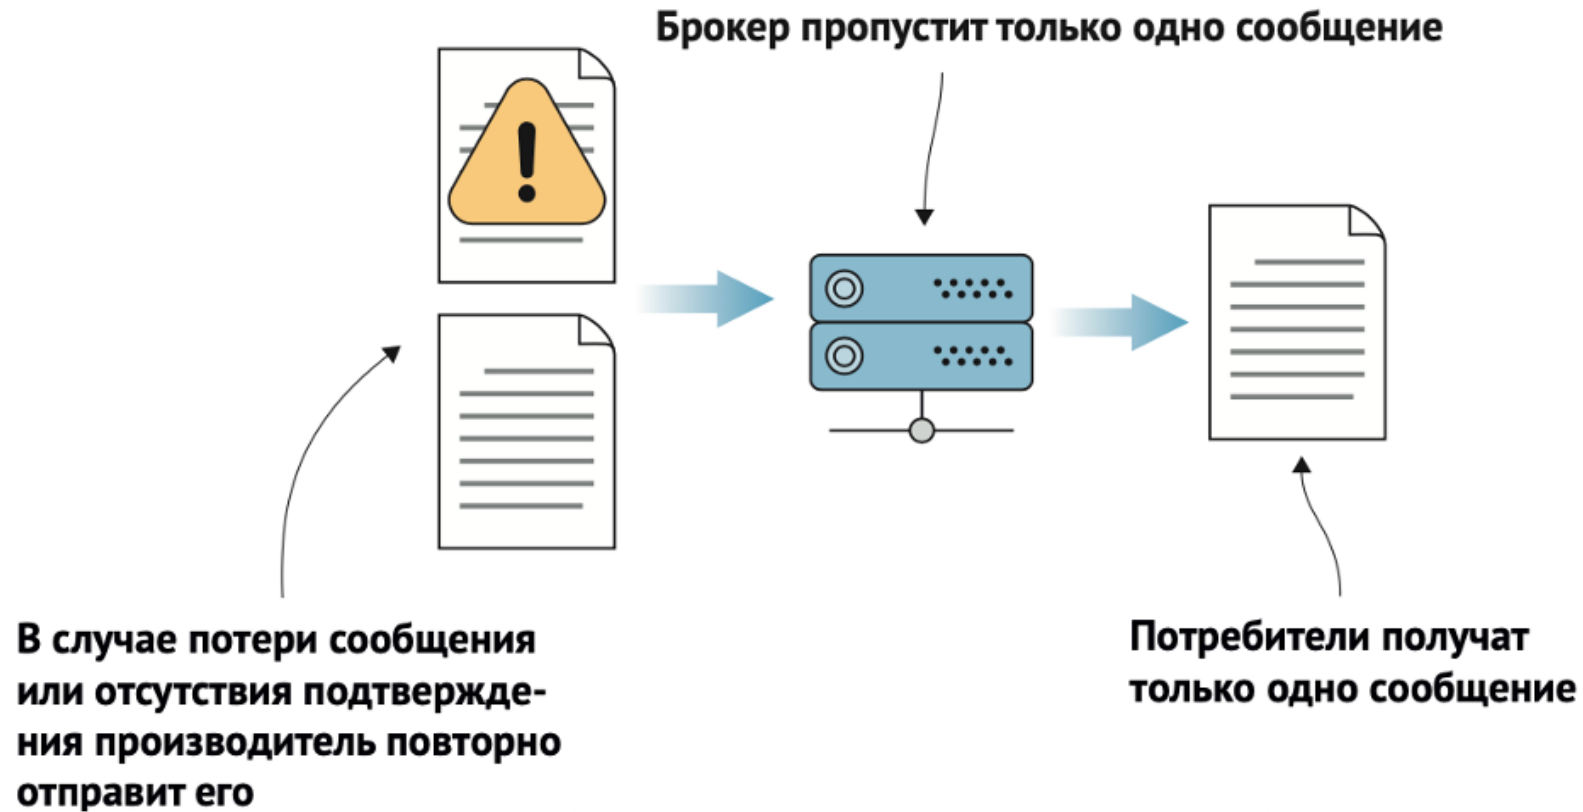 Брокер пропустит только одно сообщение
В случае потери сообщения
или отсутствия подтвержде-
ния производитель повторно
отправит его
Потребители получат
только одно сообщение